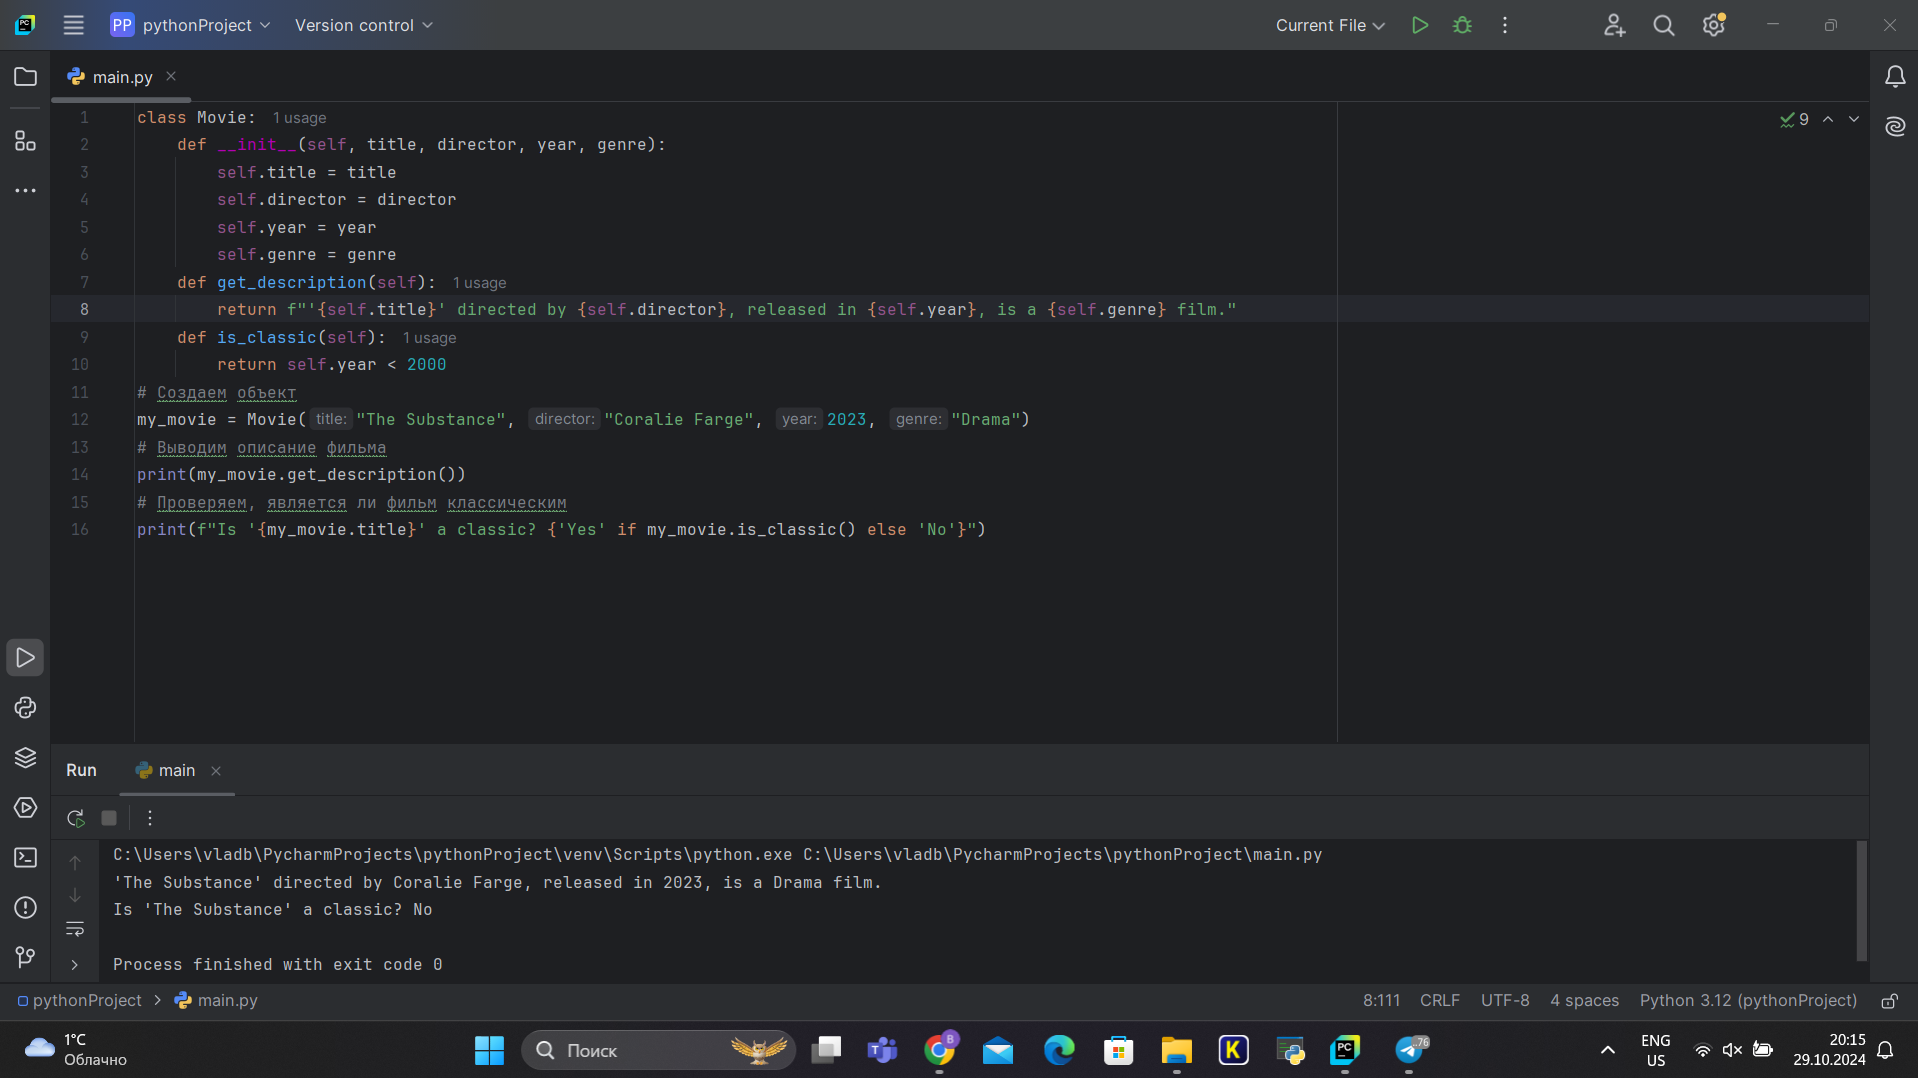 PP pythonProject Version control Current File
main.py
9
1 class Movie: 1 usage
2 def __init__(self, title, director, year, genre):
3 self.title = title
4 self.director = director
5 self.year = year
6 self.genre = genre
7 def get_description(self): 1 usage
8 return f"'{self.title}' directed by {self.director}, released in {self.year}, is a {self.genre} film."
9 def is_classic(self): 1 usage
10 return self.year < 2000
11 # Создаем объект
12 my_movie = Movie( title: "The Substance", director: "Coralie Farge", year: 2023, genre: "Drama")
13 # Выводим описание фильма
14 print(my_movie.get_description())
15 # Проверяем, является ли фильм классическим
16 print(f"Is '{my_movie.title}' a classic? {'Yes' if my_movie.is_classic() else 'No'}")
Run main
C:\Users\vladb\PycharmProjects\pythonProject\venv\Scripts\python.exe C:\Users\vladb\PycharmProjects\pythonProject\main.py
'The Substance' directed by Coralie Farge, released in 2023, is a Drama film.
Is 'The Substance' a classic? No
Process finished with exit code 0
pythonProject > main.py 8:111 CRLF UTF-8 4 spaces Python 3.12 (pythonProject)
1°C
Облачно
Поиск
ENG
US
20:15
29.10.2024